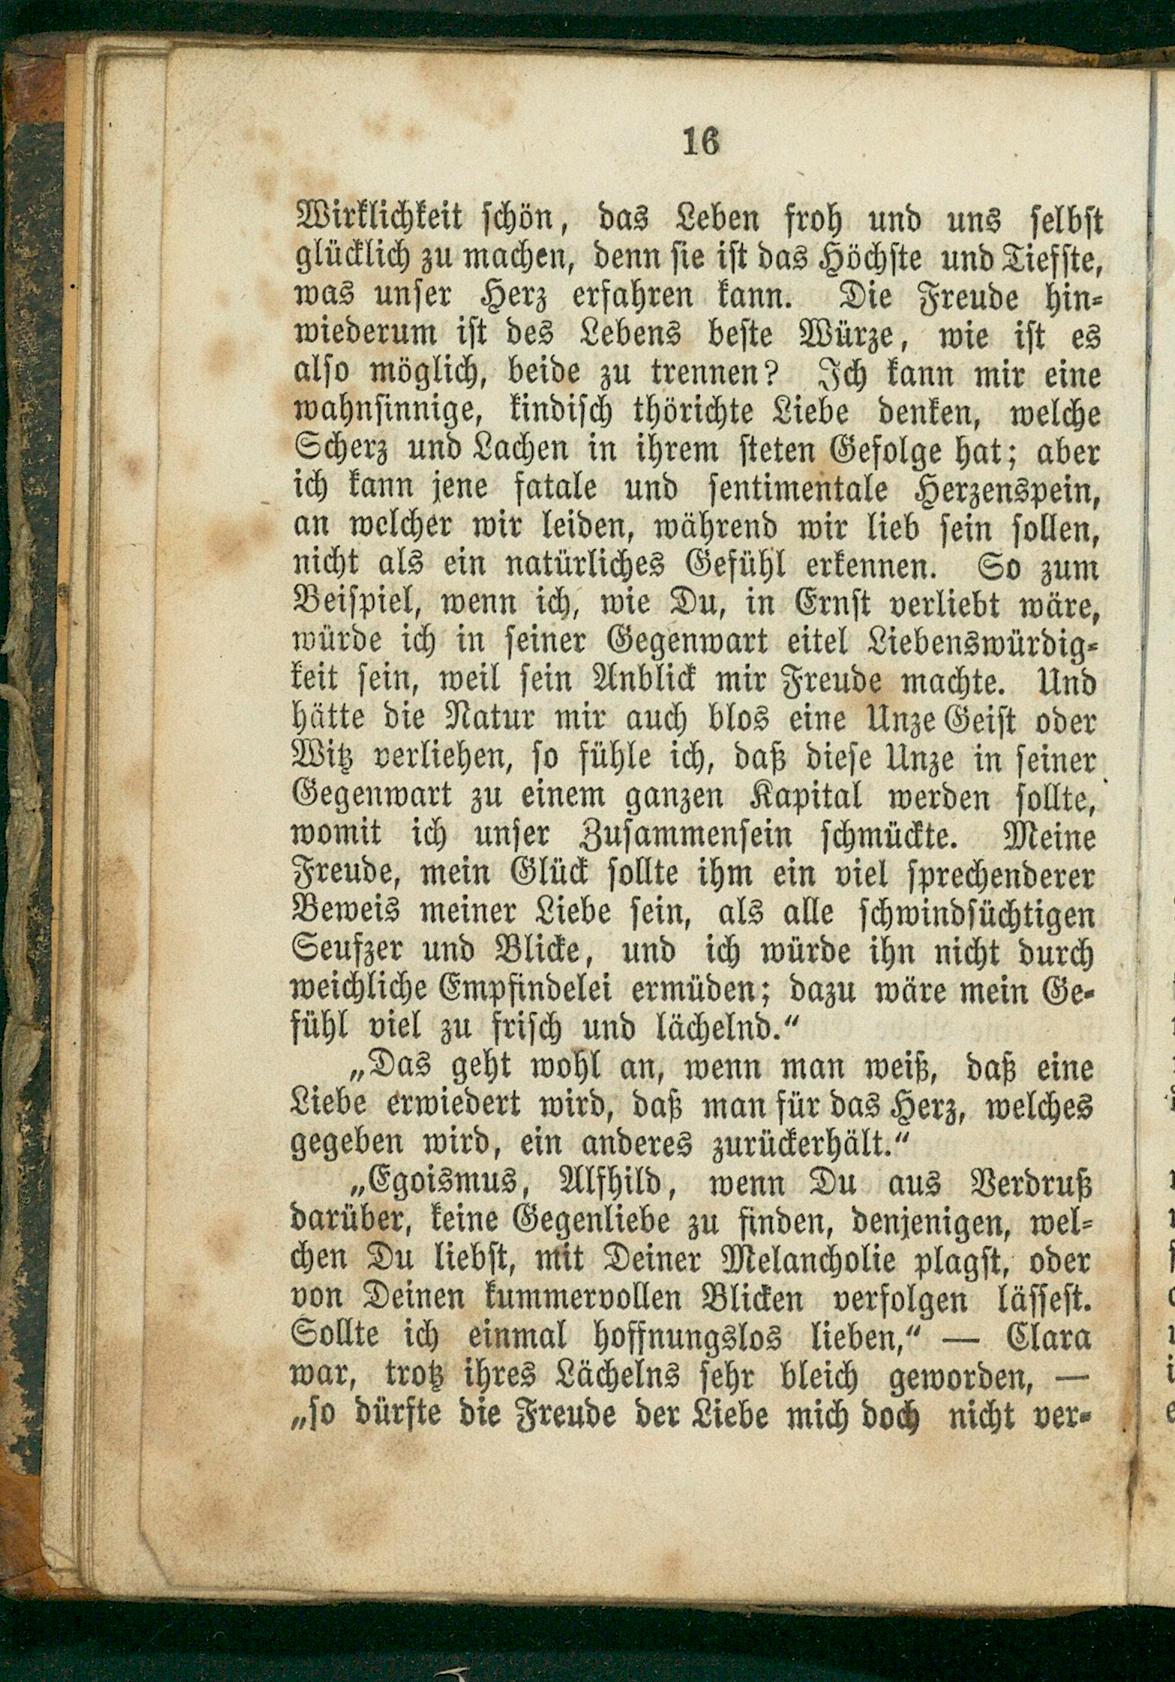 16
Wirklichkeit schön, das Leben froh und uns selbst
glücklich zu machen, denn sie ist das Höchste und Tiefste,
was unser Herz erfahren kann. Die Freude hin-
wiederum ist des Lebens beste Würze, wie ist es
also möglich, beide zu trennen? Ich kann mir eine
wahnsinnige, kindisch thörichte Liebe denken, welche
Scherz und Lachen in ihrem steten Gefolge hat; aber
ich kann jene fatale und sentimentale Herzenspein,
an welcher wir leiden, während wir lieb sein sollen,
nicht als ein natürliches Gefühl erkennen. So zum
Beispiel, wenn ich, wie Du, in Ernst verliebt wäre,
würde ich in seiner Gegenwart eitel Liebenswürdig-
keit sein, weil sein Anblick mir Freude machte. Und
hätte die Natur mir auch blos eine Unze Geist oder
Witz verliehen, so fühle ich, daß diese Unze in seiner
Gegenwart zu einem ganzen Kapital werden sollte,
womit ich unser Zusammensein schmückte. Meine
Freude, mein Glück sollte ihm ein viel sprechenderer
Beweis meiner Liebe sein, als alle schwindsüchtigen
Seufzer und Blicke, und ich würde ihn nicht durch
weichliche Empfindelei ermüden; dazu wäre mein Ge-
fühl viel zu frisch und lächelnd.“
„Das geht wohl an, wenn man weiß, daß eine
Liebe erwiedert wird, daß man für das Herz, welches
gegeben wird, ein anderes zurückerhält.“
„Egoismus, Alfhild, wenn Du aus Verdruß
darüber, keine Gegenliebe zu finden, denjenigen, wel-
chen Du liebst, mit Deiner Melancholie plagst, oder
von Deinen kummervollen Blicken verfolgen lässest.
Sollte ich einmal hoffnungslos lieben,“ — Clara
war, trotz ihres Lächelns sehr bleich geworden, —
„so dürfte die Freude der Liebe mich doch nicht ver-